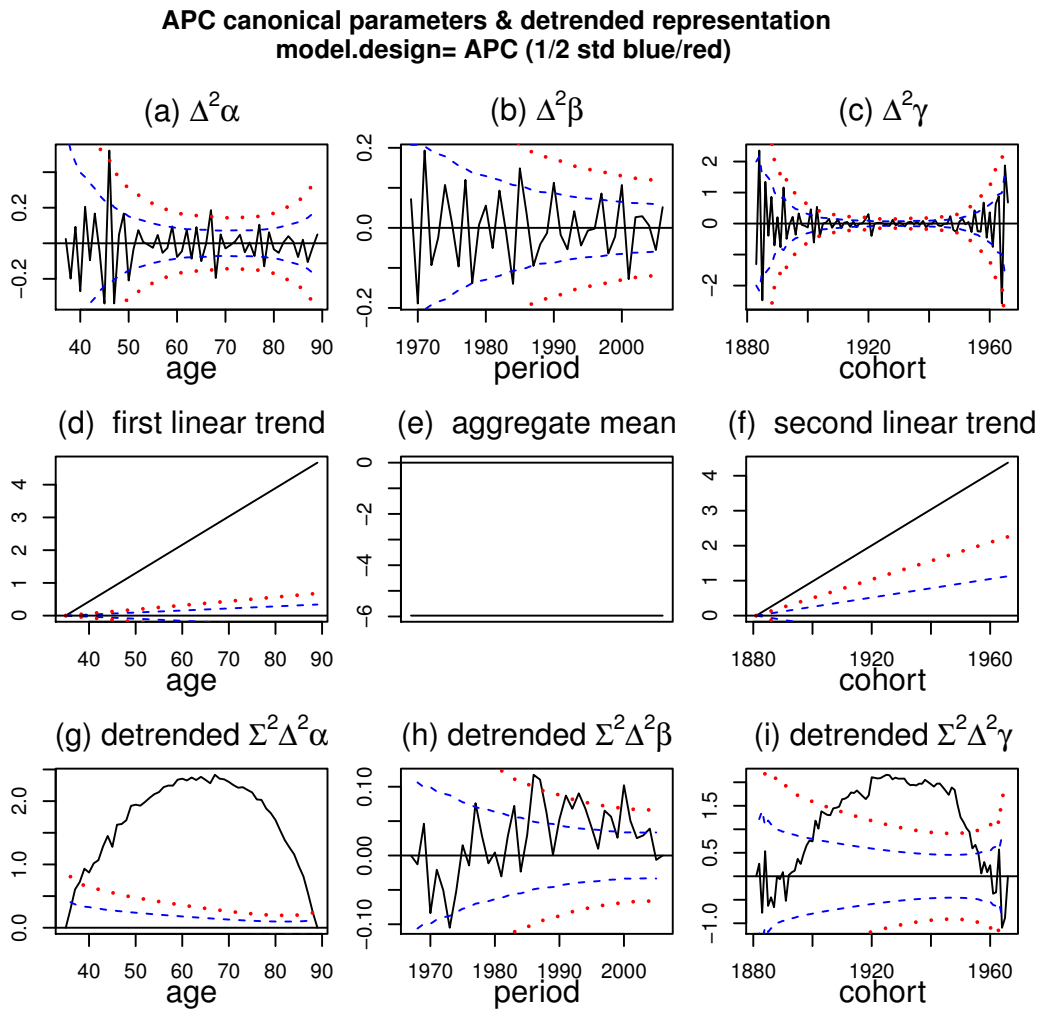 APC canonical parameters & detrended representation
model.design= APC (1/2 std blue/red)
(a) Δ²α
(b) Δ²β
(c) Δ²γ
0.2
−0.2
40 50 60 70 80 90
age
0.2
0.0
−0.2
1970 1980 1990 2000
period
2
1
0
−2
1880 1920 1960
cohort
(d) first linear trend
(e) aggregate mean
(f) second linear trend
4
3
2
1
0
40 50 60 70 80 90
age
0
−2
−4
−6
4
3
2
1
0
1880 1920 1960
cohort
(g) detrended Σ²Δ²α
(h) detrended Σ²Δ²β
(i) detrended Σ²Δ²γ
2.0
1.0
0.0
40 50 60 70 80 90
age
0.10
0.00
−0.10
1970 1980 1990 2000
period
1.5
0.5
−1.0
1880 1920 1960
cohort